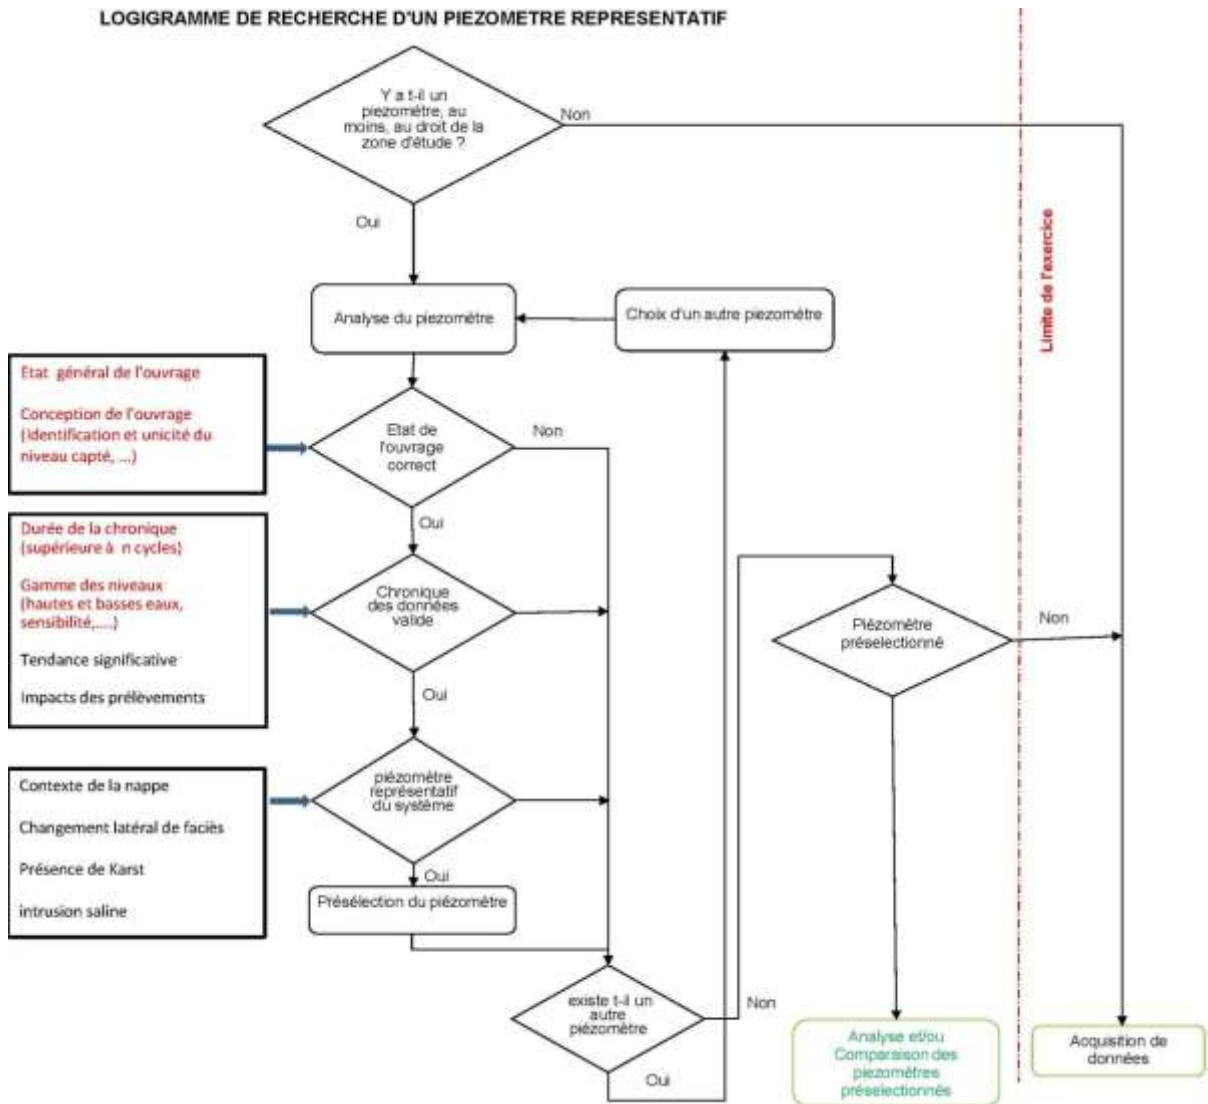 LOGIGRAMME DE RECHERCHE D'UN PIEZOMETRE REPRESENTATIF
Y a t-il un
piezomètre, au
moins, au droit de la
zone d'étude ?
Non
Oui
Limite de l'exercice
Analyse du piezomètre
Choix d'un autre piezomètre
Etat général de l'ouvrage
Conception de l'ouvrage
(Identification et unicité du
niveau capté, ...)
Etat de
l'ouvrage
correct
Non
Oui
Durée de la chronique
(supérieure à n cycles)
Gamme des niveaux
(hautes et basses eaux,
sensibilité,.....)
Tendance significative
Impacts des prélèvements
Chronique
des données
valide
Oui
Piézomètre
préselectionné
Non
Contexte de la nappe
Changement latéral de faciès
Présence de Karst
intrusion saline
piézomètre
représentatif
du système
Oui
Présélection du piézomètre
existe t-il un
autre
piézomètre
Non
Oui
Analyse et/ou
Comparaison des
piezomètres
préselectionnés
Acquisition de
données